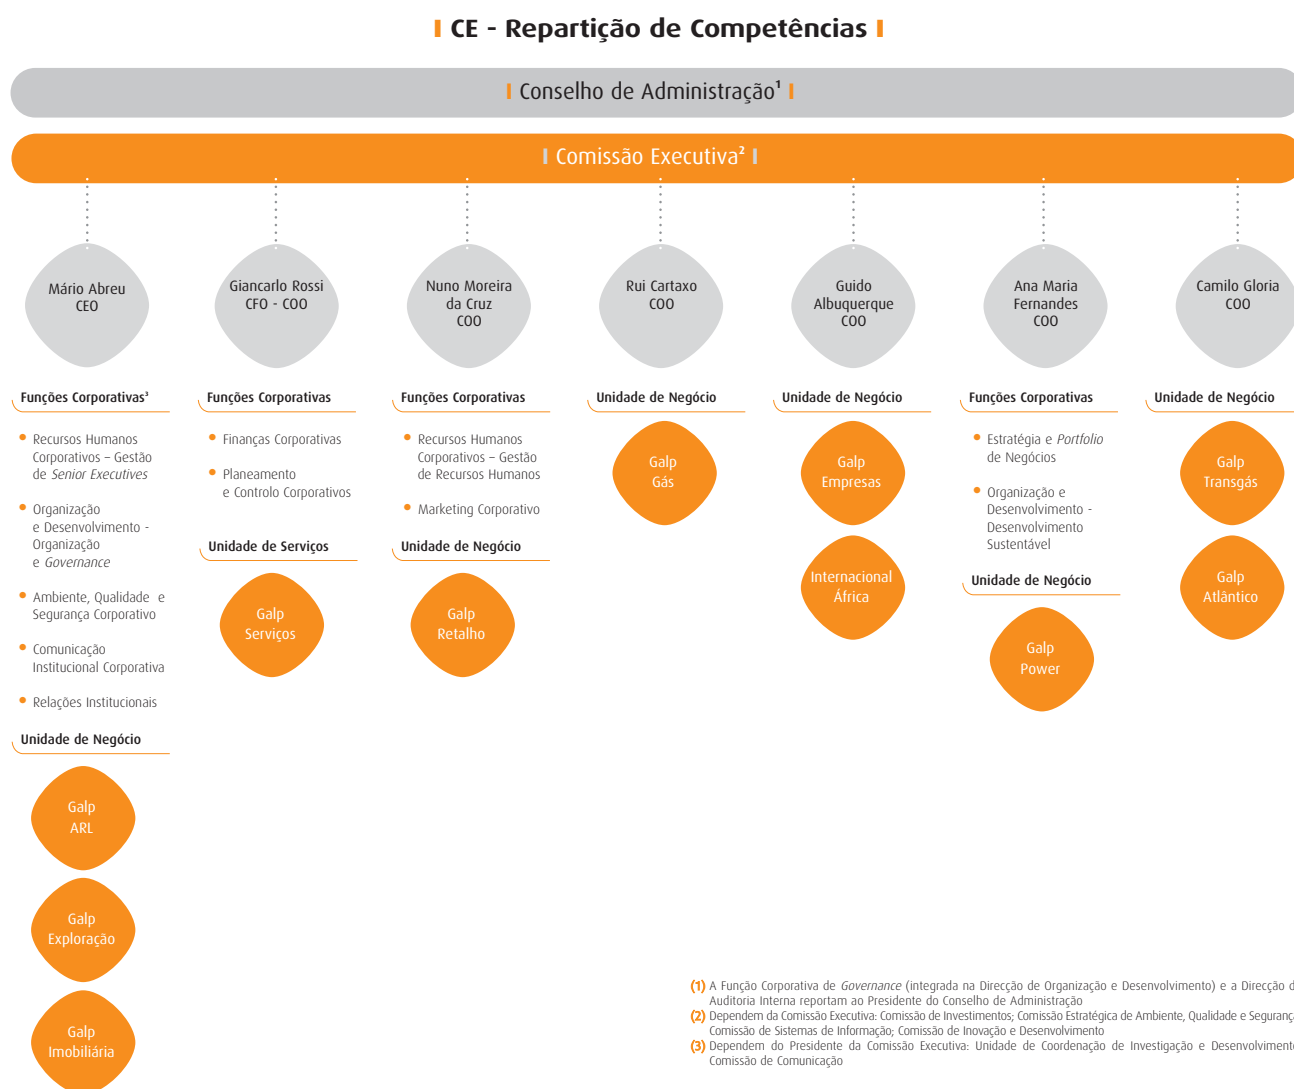 CE - Repartição de Competências
Conselho de Administração¹
Comissão Executiva²
Mário Abreu
CEO
Giancarlo Rossi
CFO - COO
Nuno Moreira
da Cruz
COO
Rui Cartaxo
COO
Guido
Albuquerque
COO
Ana Maria
Fernandes
COO
Camilo Gloria
COO
Funções Corporativas³
Recursos Humanos
Corporativos – Gestão
de Senior Executives
Organização
e Desenvolvimento -
Organização
e Governance
Ambiente, Qualidade e
Segurança Corporativo
Comunicação
Institucional Corporativa
Relações Institucionais
Unidade de Negócio
Galp
ARL
Galp
Exploração
Galp
Imobiliária
Funções Corporativas
Finanças Corporativas
Planeamento
e Controlo Corporativos
Unidade de Serviços
Galp
Serviços
Funções Corporativas
Recursos Humanos
Corporativos – Gestão
de Recursos Humanos
Marketing Corporativo
Unidade de Negócio
Galp
Retalho
Unidade de Negócio
Galp
Gás
Unidade de Negócio
Galp
Empresas
Internacional
África
Funções Corporativas
Estratégia e Portfolio
de Negócios
Organização e
Desenvolvimento -
Desenvolvimento
Sustentável
Unidade de Negócio
Galp
Power
Unidade de Negócio
Galp
Transgás
Galp
Atlântico
(1) A Função Corporativa de Governance (integrada na Direcção de Organização e Desenvolvimento) e a Direcção
Auditoria Interna reportam ao Presidente do Conselho de Administração
(2) Dependem da Comissão Executiva: Comissão de Investimentos; Comissão Estratégica de Ambiente, Qualidade e Segurança
Comissão de Sistemas de Informação; Comissão de Inovação e Desenvolvimento
(3) Dependem do Presidente da Comissão Executiva: Unidade de Coordenação de Investigação e Desenvolvimento
Comissão de Comunicação